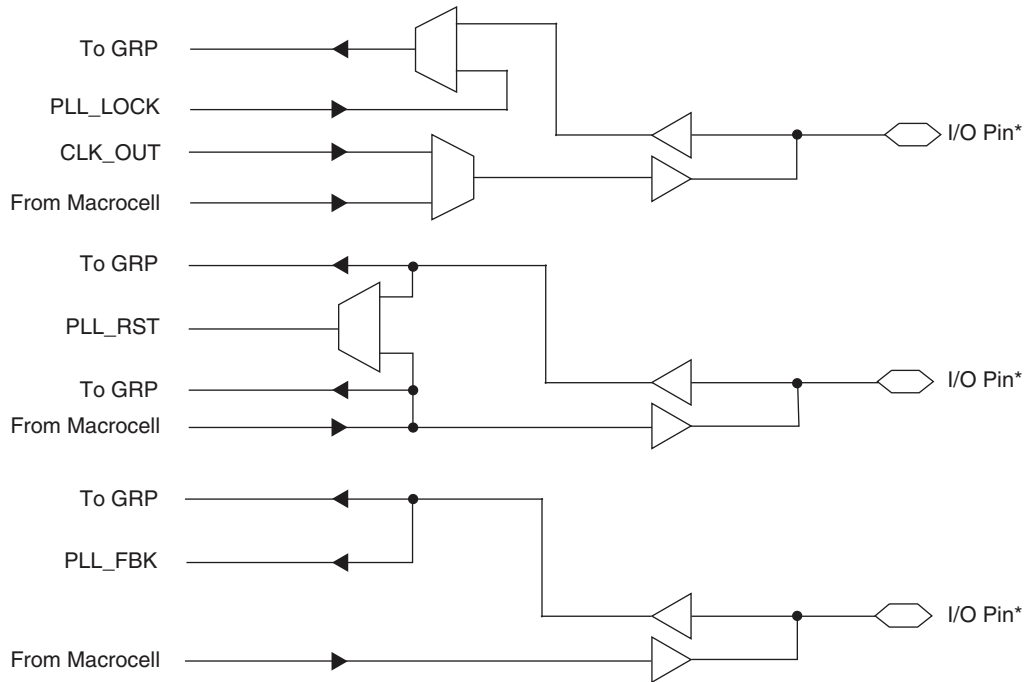 To GRP
PLL_LOCK
CLK_OUT
From Macrocell
I/O Pin*
To GRP
PLL_RST
To GRP
From Macrocell
I/O Pin*
To GRP
PLL_FBK
From Macrocell
I/O Pin*